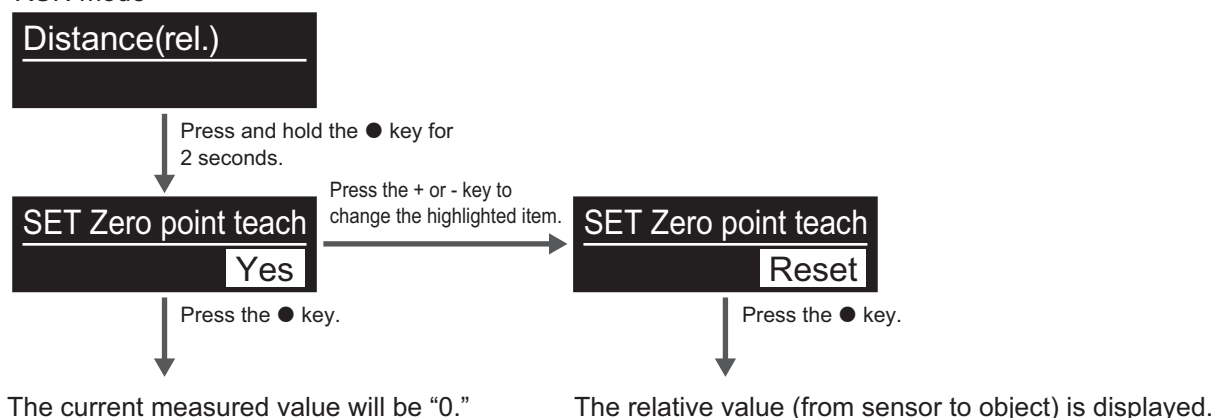 Distance(rel.)
Press and hold the ● key for
2 seconds.
SET Zero point teach
Yes
Press the + or - key to
change the highlighted item.
SET Zero point teach
Reset
Press the ● key.
Press the ● key.
The current measured value will be “0.”
The relative value (from sensor to object) is displayed.